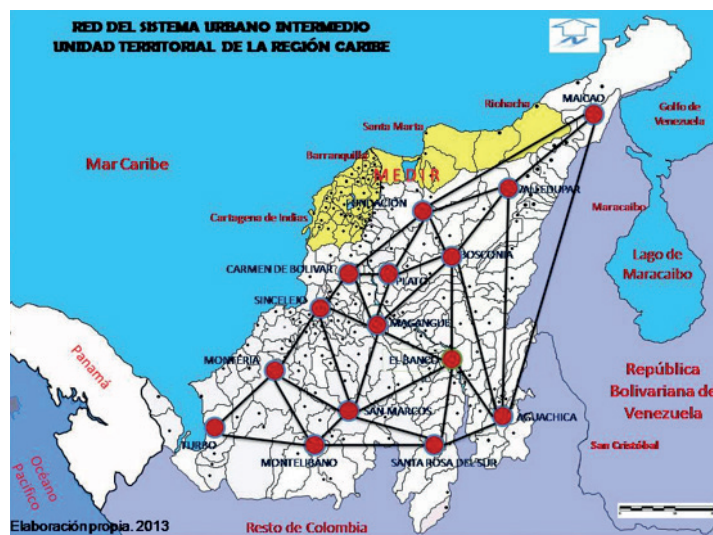 RED DEL SISTEMA URBANO INTERMEDIO
UNIDAD TERRITORIAL DE LA REGIÓN CARIBE
MAICAO
Riohacha
Golfo de
Venezuela
Santa Marta
Mar Caribe
Barranquilla
MEDIR
VALLEDUPAR
FUNDACIÓN
Maracaibo
Cartagena de Indias
Lago de
Maracaibo
BOSCONIA
CARMEN DE BOLIVAR
PLATO
SINCELEJO
MAGANGUE
Panamá
MONTERIA
EL BANCO
República
Bolivariana de
Venezuela
SAN MARCOS
AGUACHICA
TURBO
San Cristóbal
MONTELIBANO
SANTA ROSA DEL SUR
Océano
Pacifico
Elaboración propia. 2013
Resto de Colombia